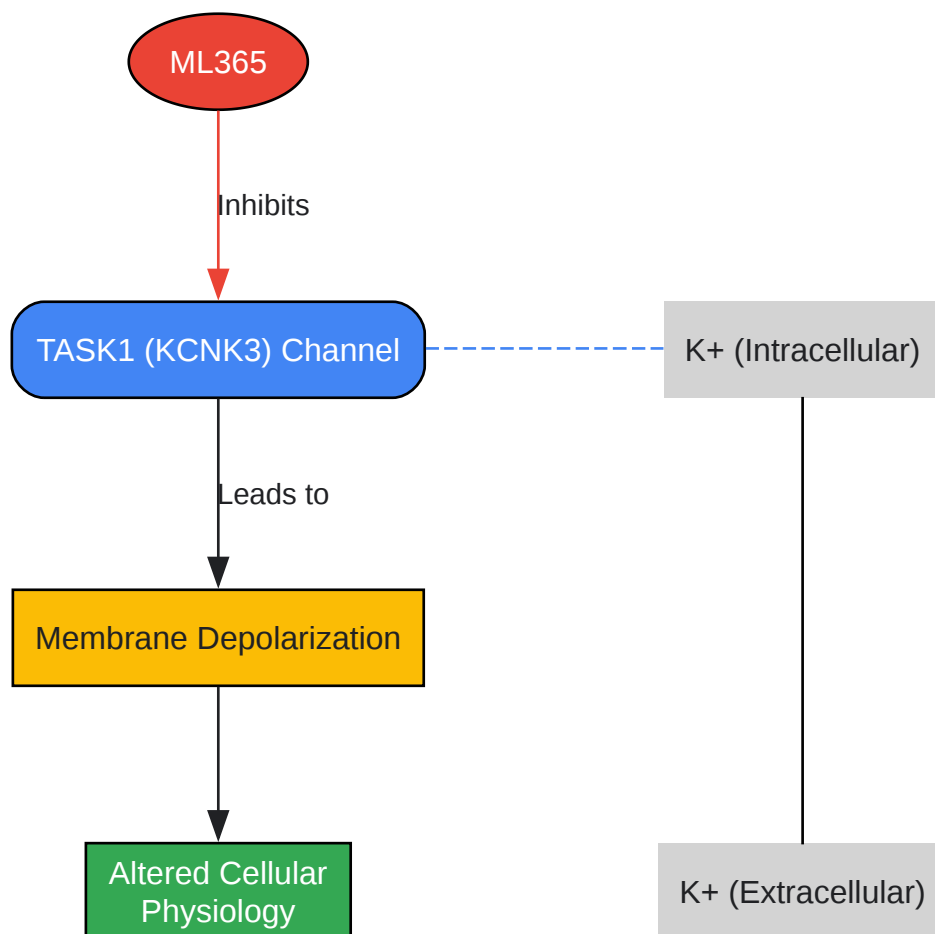 ML365
Inhibits
TASK1 (KCNK3) Channel
K+ (Intracellular)
Leads to
Membrane Depolarization
Altered Cellular
Physiology
K+ (Extracellular)